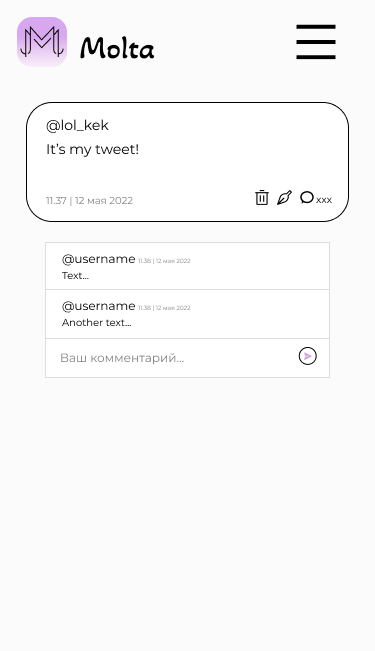 Molta
@lol_kek
It's my tweet!
11.37 | 12 мая 2022
xxx
@username 11.38 | 12 мая 2022
Text...
@username 11.38 | 12 мая 2022
Another text...
Ваш комментарий...